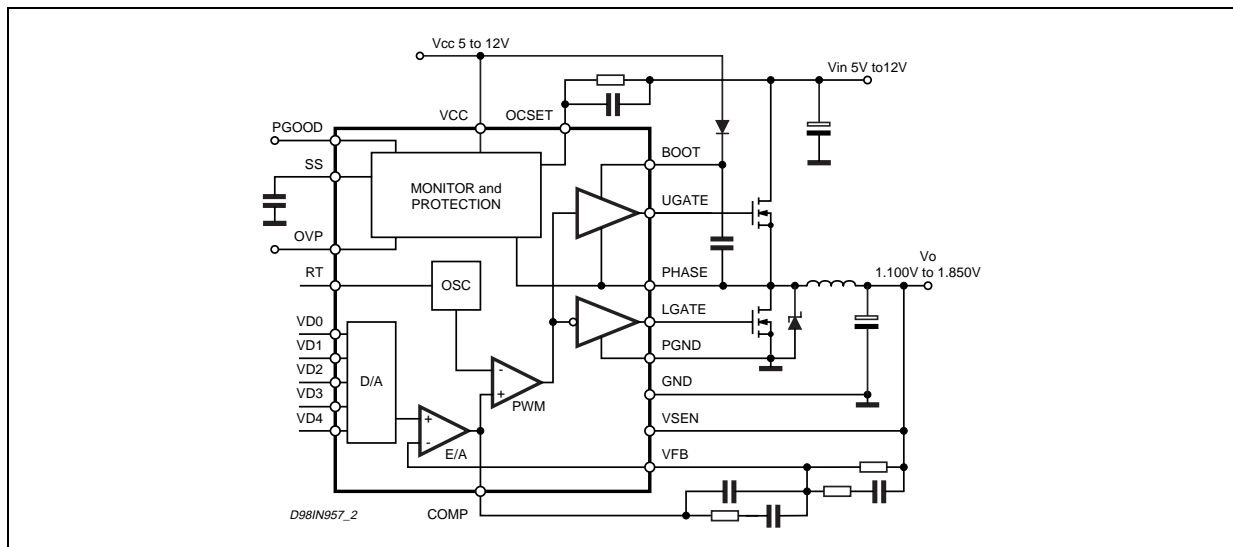 Vcc 5 to 12V
Vin 5V to12V
VCC
OCSET
PGOOD
BOOT
SS
MONITOR and
PROTECTION
UGATE
OVP
Vo
1.100V to 1.850V
RT
OSC
PHASE
LGATE
VD0
VD1
PGND
VD2
D/A
-
+
GND
VD3
PWM
VD4
+
-
VSEN
E/A
VFB
D98IN957_2
COMP